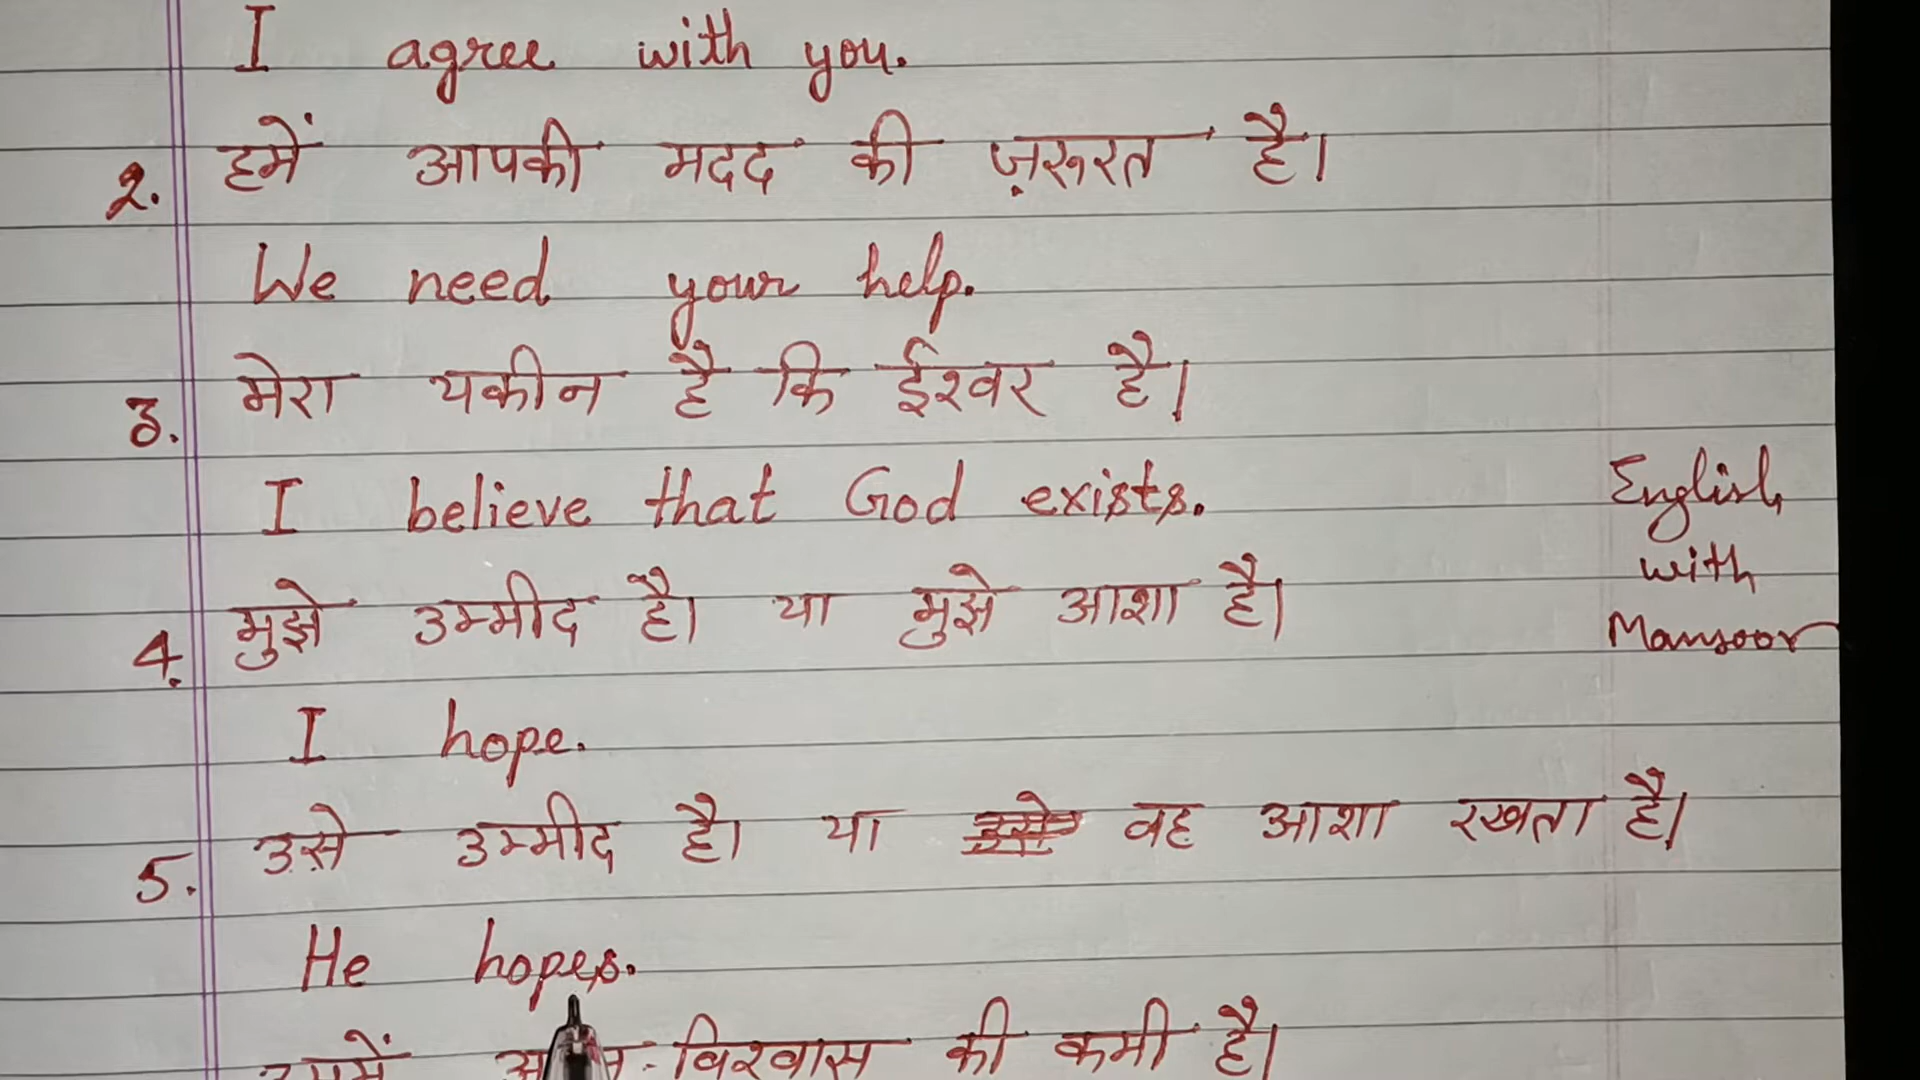 I agree with you.
2. हमें आपकी मदद की ज़रूरत है।
We need your help.
3. मेरा यकीन है कि ईश्वर है।
I believe that God exists.
4. मुझे उम्मीद है। या मुझे आशा है।
I hope.
5. उसे उम्मीद है। या वह आशा रखता है।
He hopes.
विश्वास की कमी है।
English
with
Mansoor